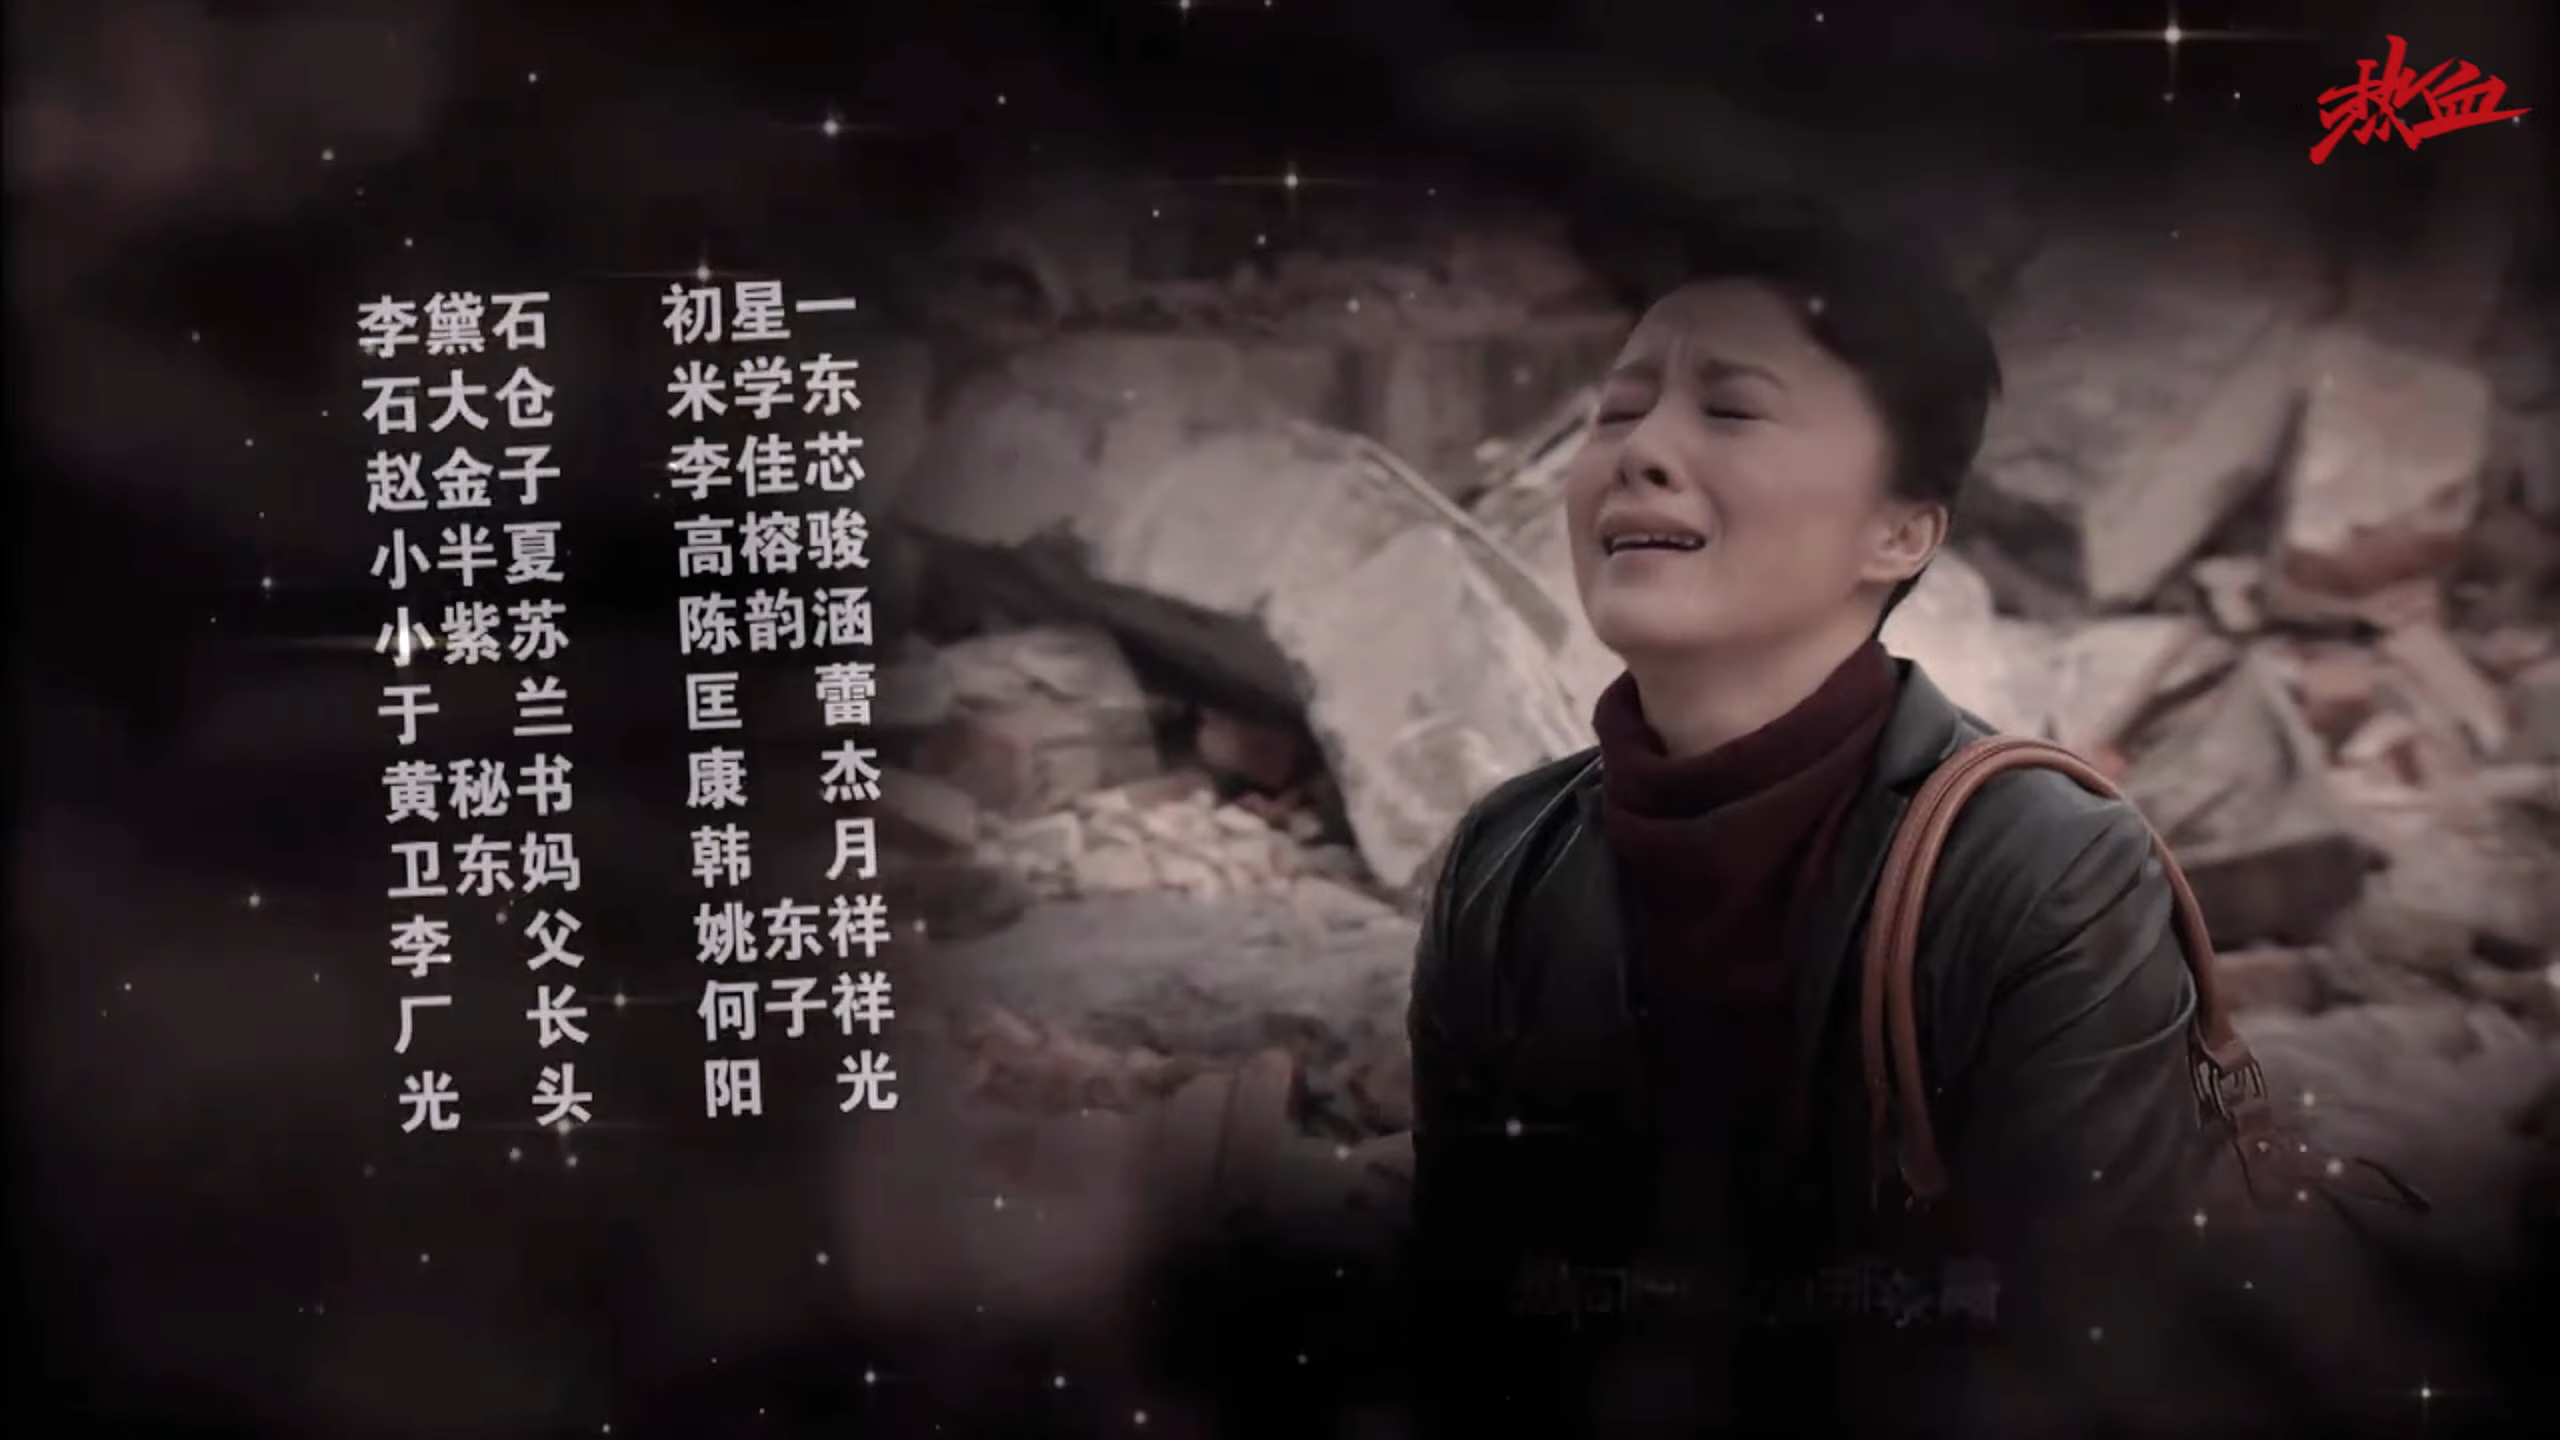 热血
李黛石 初星一
石大仓 米学东
赵金子 李佳芯
小半夏 高榕骏
小紫苏 陈韵涵
于兰 匡蕾
黄秘书 康杰
卫东妈 韩月
李父 姚东祥
厂长 何子祥
光头 阳光